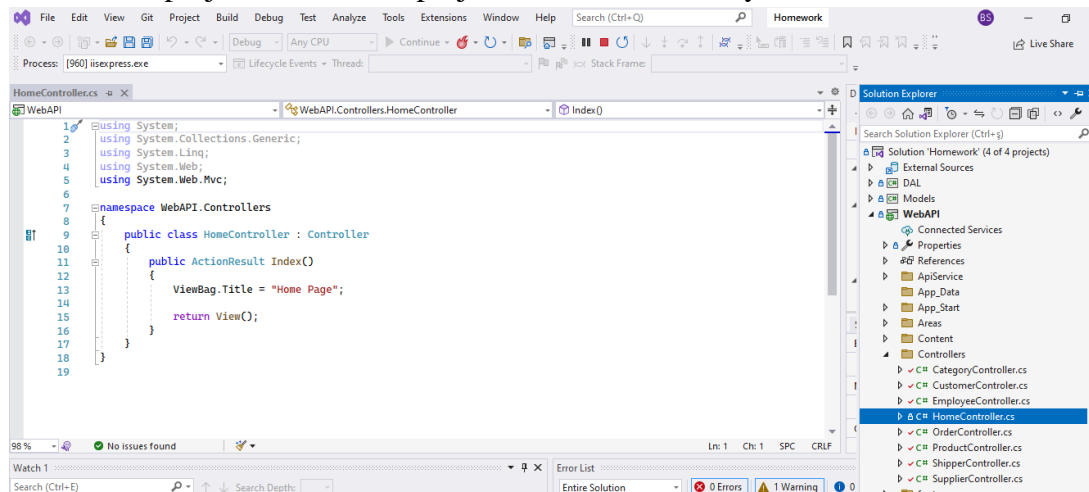 File Edit View Git Project Build Debug Test Analyze Tools Extensions Window Help Search (Ctrl+Q) Homework BS
Debug Any CPU Continue Live Share
Process: [960] iisexpress.exe Lifecycle Events Thread: Stack Frame:
HomeController.cs
WebAPI WebAPI.Controllers.HomeController Index()
1 using System;
2 using System.Collections.Generic;
3 using System.Linq;
4 using System.Web;
5 using System.Web.Mvc;
6
7 namespace WebAPI.Controllers
8 {
9 public class HomeController : Controller
10 {
11 public ActionResult Index()
12 {
13 ViewBag.Title = "Home Page";
14
15 return View();
16 }
17 }
18 }
19
98 % No issues found Ln: 1 Ch: 1 SPC CRLF
Watch 1 Error List
Search (Ctrl+E) Search Depth: Entire Solution 0 Errors 1 Warning 0
Solution Explorer
Search Solution Explorer (Ctrl+ş)
Solution 'Homework' (4 of 4 projects)
External Sources
C# DAL
C# Models
WebAPI
Connected Services
Properties
References
ApiService
App_Data
App_Start
Areas
Content
Controllers
C# CategoryController.cs
C# CustomerControler.cs
C# EmployeeController.cs
C# HomeController.cs
C# OrderController.cs
C# ProductController.cs
C# ShipperController.cs
C# SupplierController.cs